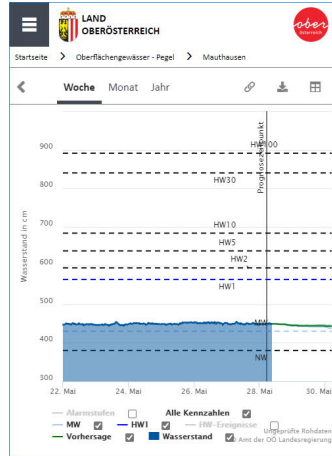 LAND
OBERÖSTERREICH
ober
österreich
Startseite > Oberflächengewässer - Pegel > Mauthausen
Woche Monat Jahr
Wasserstand in cm
900
800
700
600
500
400
300
HW100
HW30
HW10
HW5
HW2
HW1
MW
NW
Prognosezeitpunkt
22. Mai 24. Mai 26. Mai 28. Mai 30. Mai
Alarmstufen Alle Kennzahlen
MW HW1 HW-Ereignisse
Vorhersage Wasserstand
Ungeprüfte Rohdaten
Amt der OÖ Landesregierung